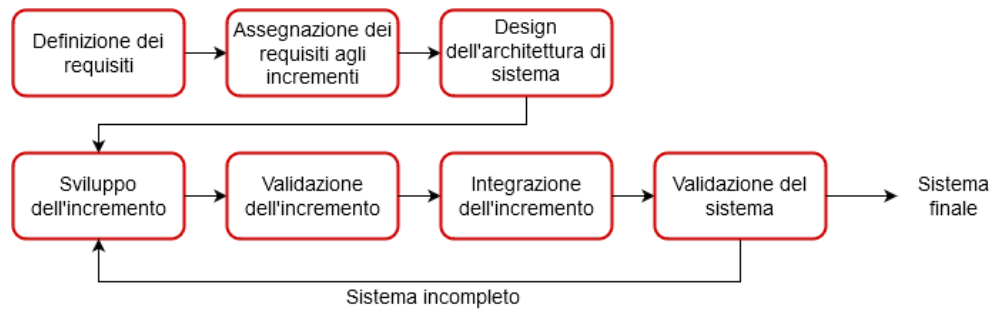 Definizione dei
requisiti
Assegnazione dei
requisiti agli
incrementi
Design
dell'architettura di
sistema
Sviluppo
dell'incremento
Validazione
dell'incremento
Integrazione
dell'incremento
Validazione del
sistema
Sistema
finale
Sistema incompleto